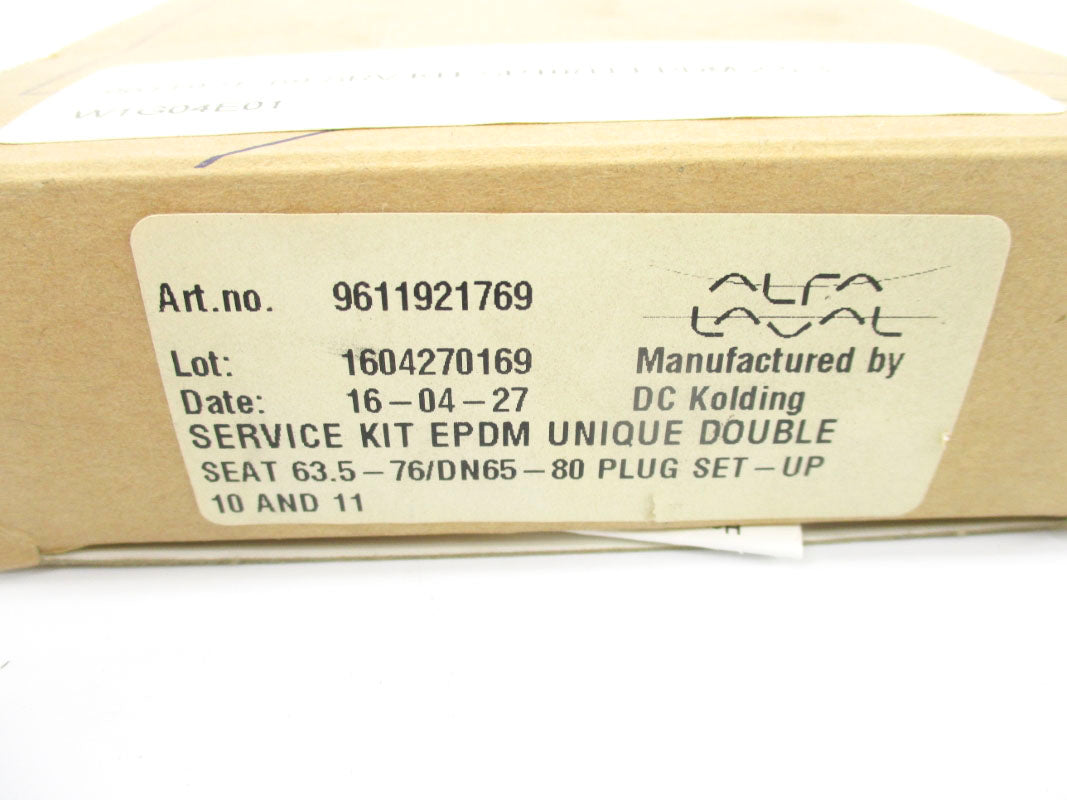 W1G04E01
Art.no. 9611921769
ALFA
LAVAL
Lot: 1604270169
Manufactured by
Date: 16-04-27
DC Kolding
SERVICE KIT EPDM UNIQUE DOUBLE
SEAT 63.5-76/DN65-80 PLUG SET-UP
10 AND 11